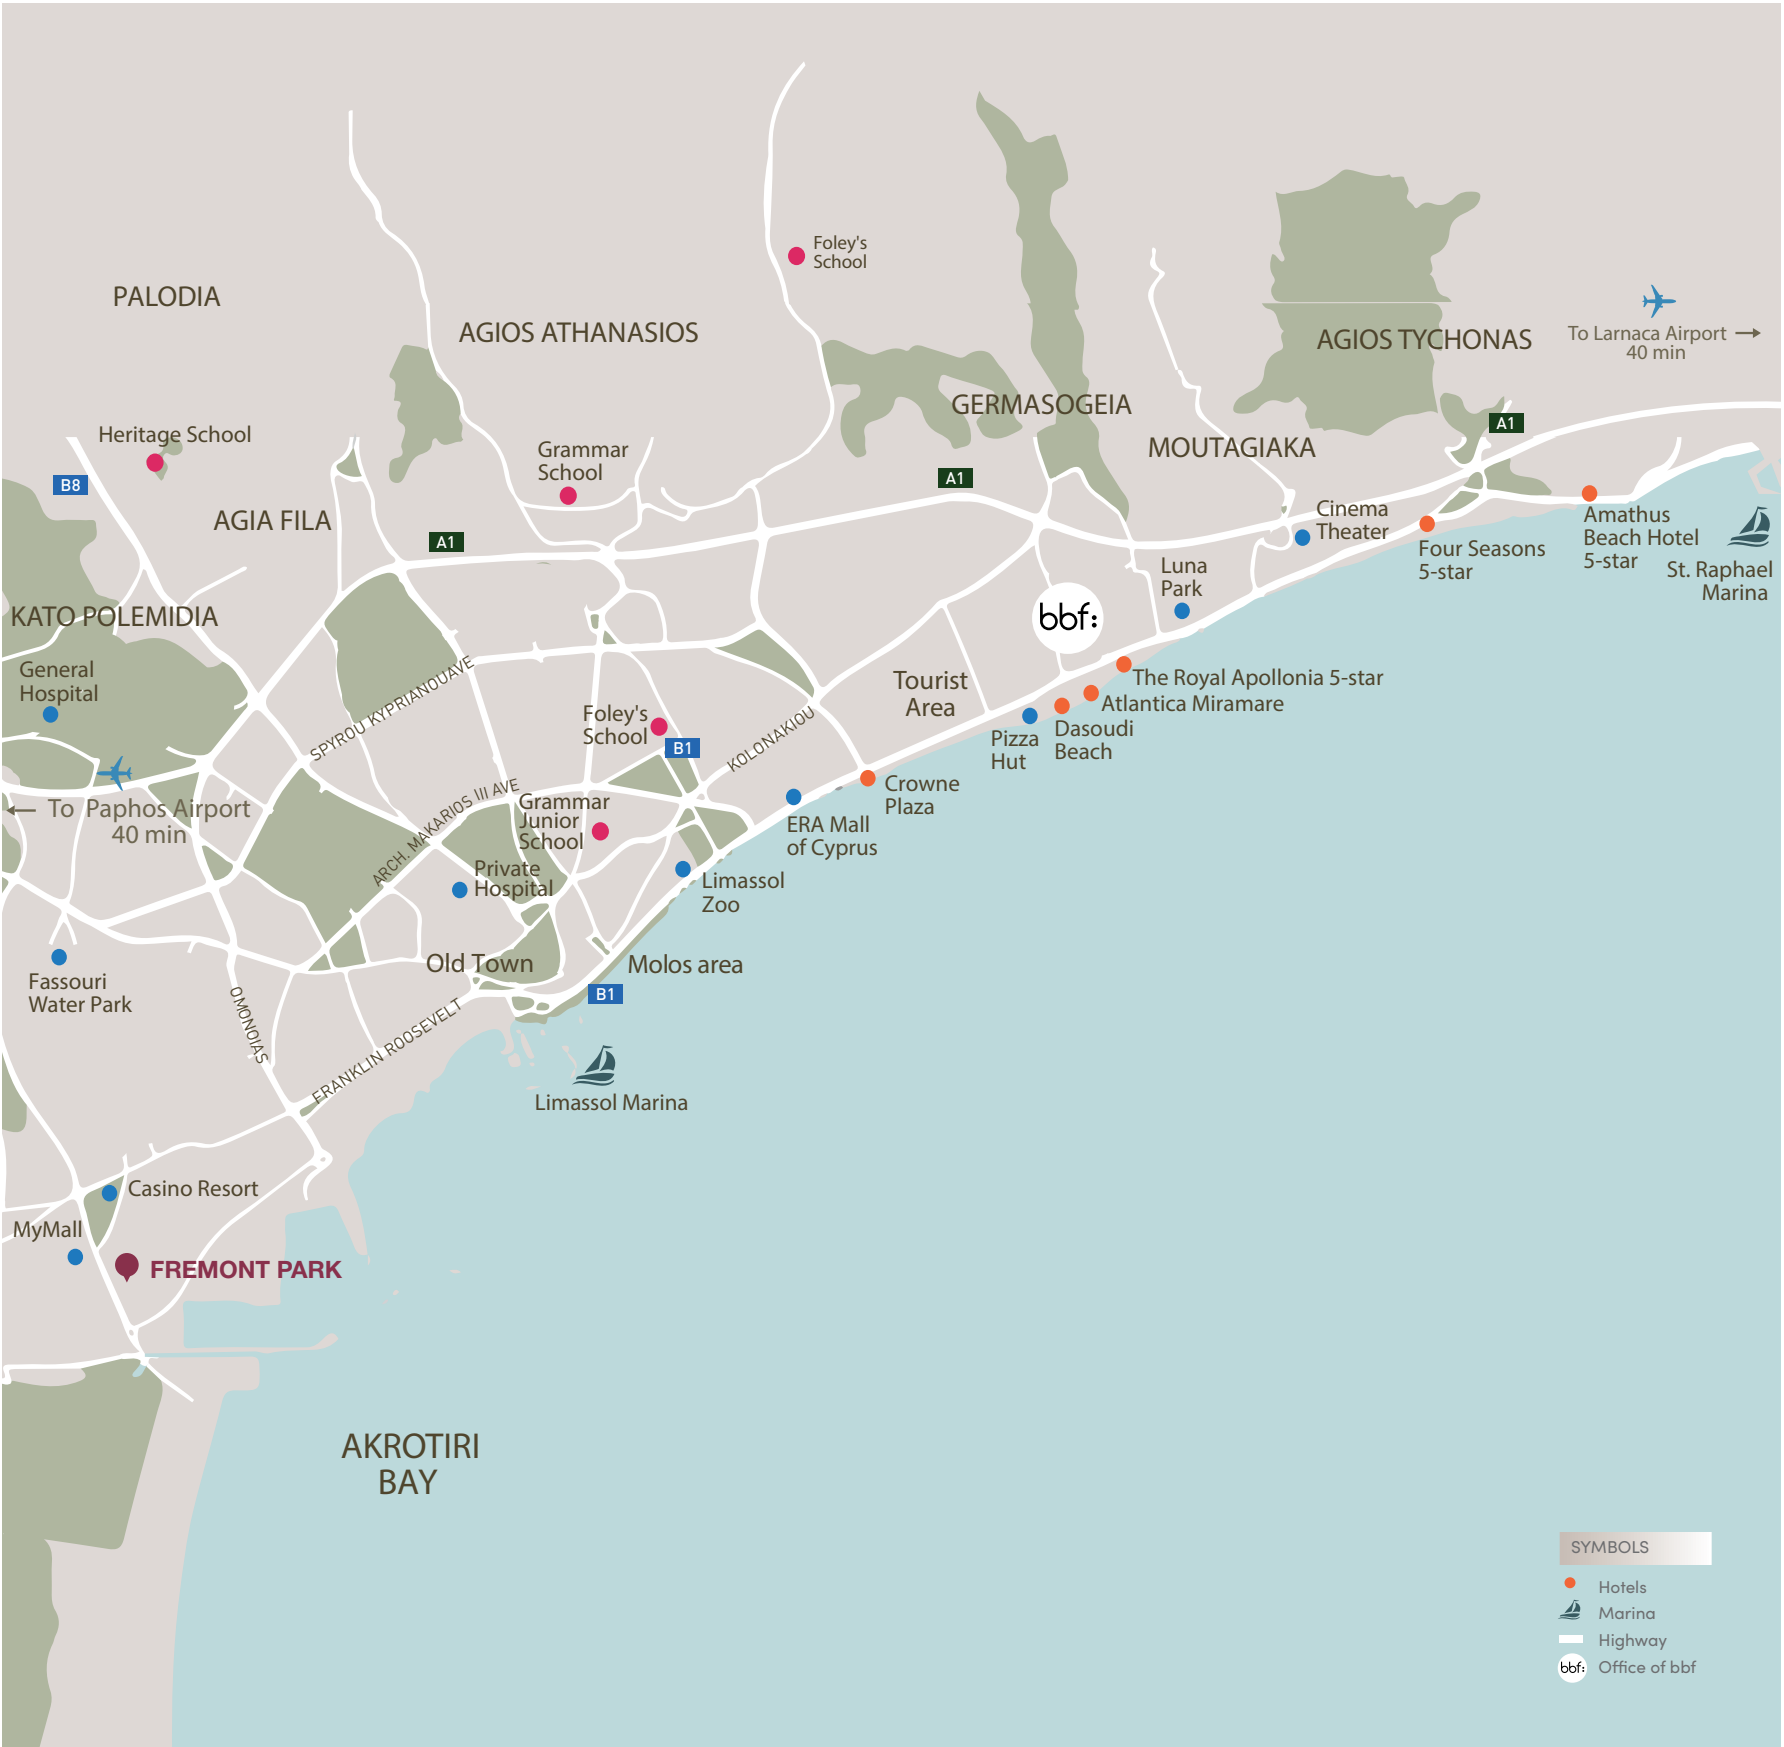 Foley's
School
PALODIA
AGIOS ATHANASIOS
AGIOS TYCHONAS
To Larnaca Airport
40 min
GERMASOGEIA
MOUTAGIAKA
A1
Heritage School
Grammar
School
B8
A1
AGIA FILA
A1
Cinema
Theater
Four Seasons
5-star
Amathus
Beach Hotel
5-star
St. Raphael
Marina
Luna
Park
bbf:
KATO POLEMIDIA
General
Hospital
SPYROU KYPRIANOUAVE
Foley's
School
B1
KOLONAKIOU
Tourist
Area
The Royal Apollonia 5-star
Atlantica Miramare
Dasoudi
Beach
Pizza
Hut
Crowne
Plaza
ERA Mall
of Cyprus
To Paphos Airport
40 min
ARCH. MAKARIOS III AVE
Grammar
Junior
School
Private
Hospital
Limassol
Zoo
Old Town
Molos area
B1
Fassouri
Water Park
OMONOIAS
FRANKLIN ROOSEVELT
Limassol Marina
Casino Resort
MyMall
FREMONT PARK
AKROTIRI
BAY
SYMBOLS
Hotels
Marina
Highway
bbf: Office of bbf